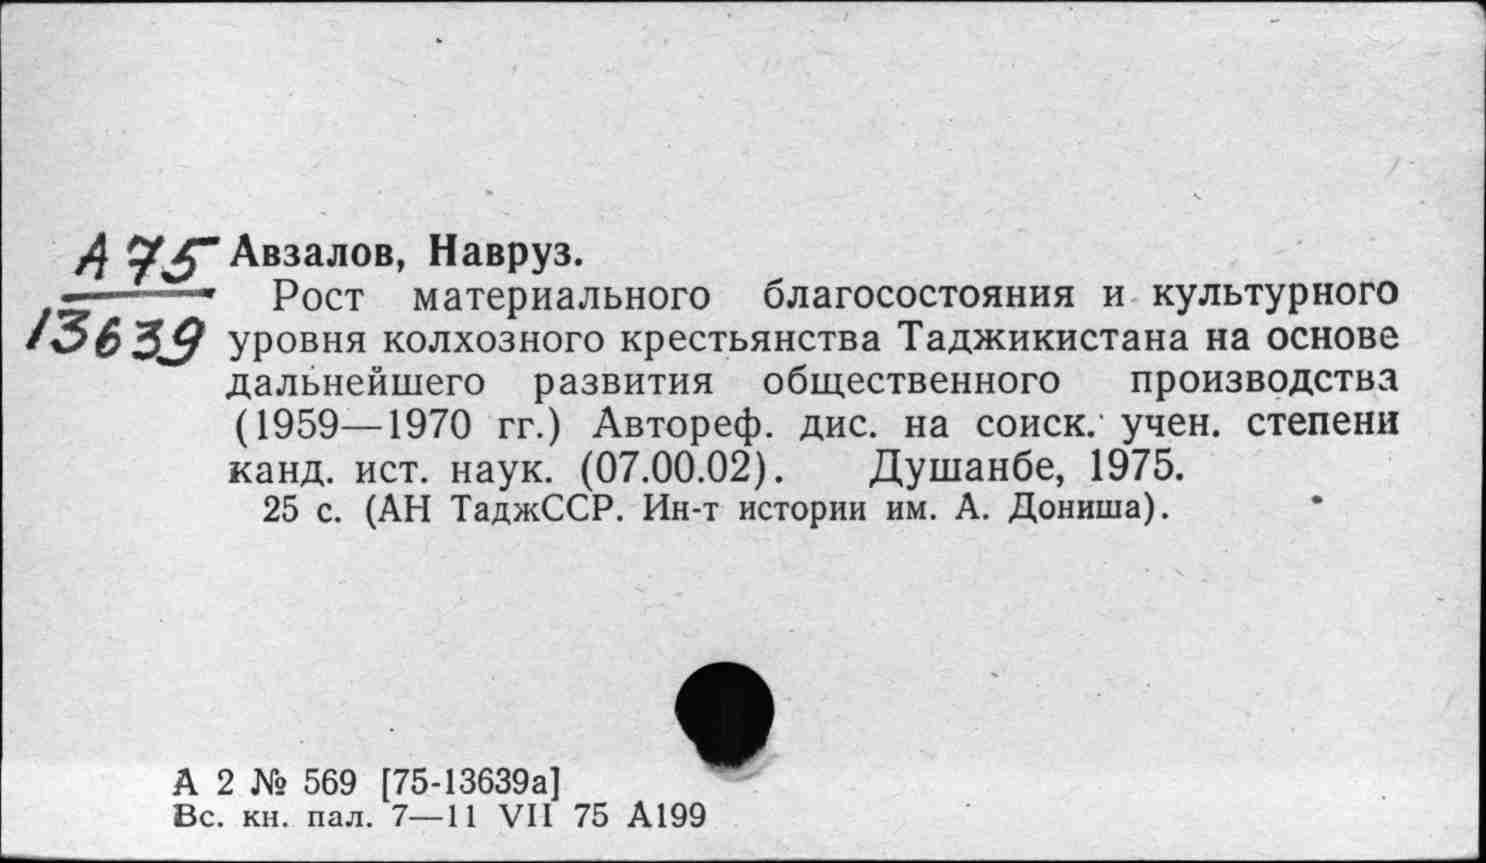 А 75 Авзалов, Навруз.
Рост материального благосостояния и культурного
13639 уровня колхозного крестьянства Таджикистана на основе
дальнейшего развития общественного производства
(1959—1970 гг.) Автореф. дис. на соиск. учен. степени
канд. ист. наук. (07.00.02). Душанбе, 1975.
25 с. (АН ТаджССР. Ин-т истории им. А. Дониша).
А 2 № 569 [75-13639а]
Вс. кн. пал. 7—11 VII 75 А199